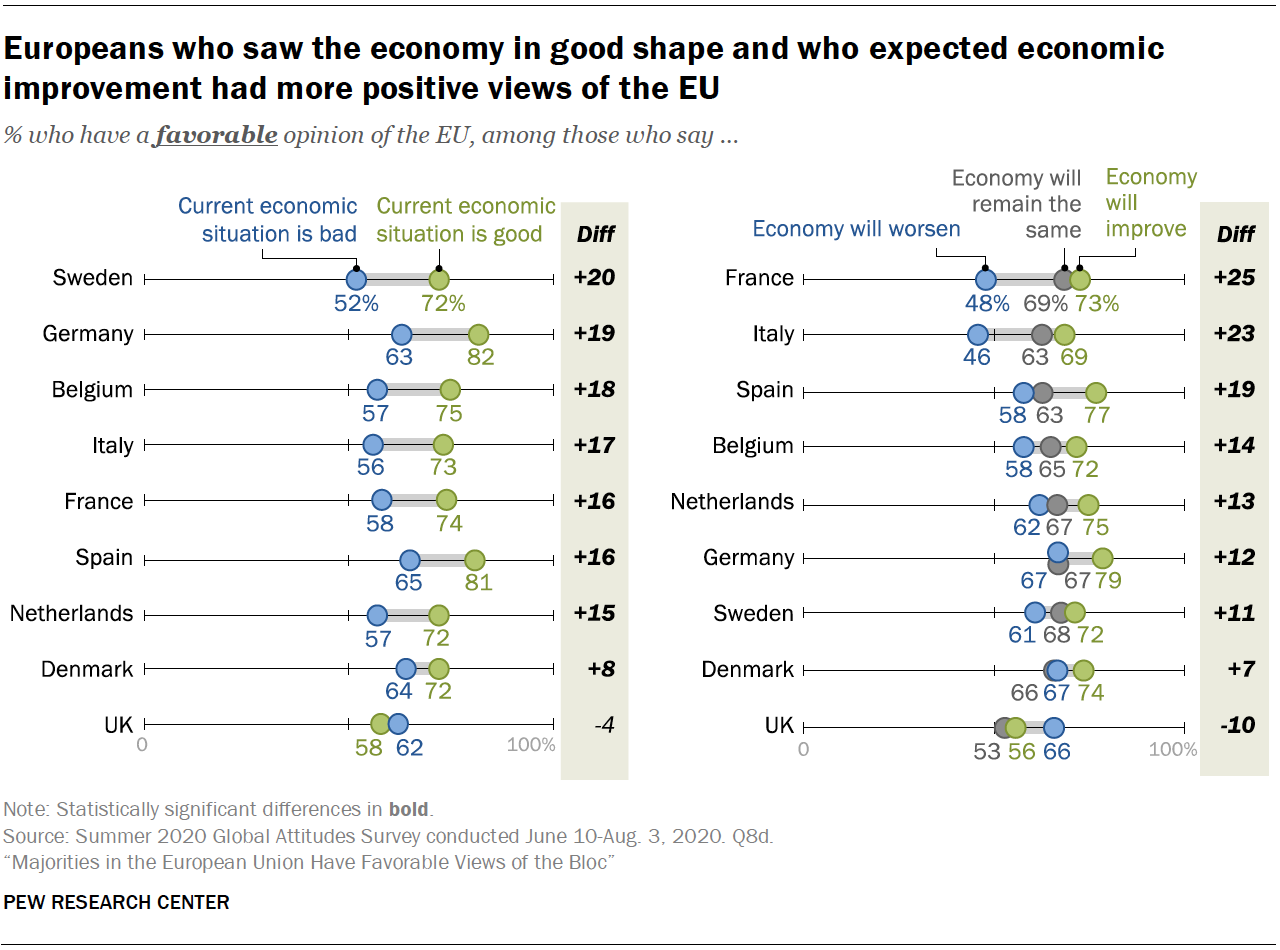 Europeans who saw the economy in good shape and who expected economic
improvement had more positive views of the EU
% who have a favorable opinion of the EU, among those who say ...
Current economic
situation is bad
Current economic
situation is good
Diff
Sweden
52%
72%
+20
Germany
63
82
+19
Belgium
57
75
+18
Italy
56
73
+17
France
58
74
+16
Spain
65
81
+16
Netherlands
57
72
+15
Denmark
64
72
+8
UK
58
62
-4
0
100%
Economy will worsen
Economy will
remain the
same
Economy
will
improve
Diff
France
48%
69%
73%
+25
Italy
46
63
69
+23
Spain
58
63
77
+19
Belgium
58
65
72
+14
Netherlands
62
67
75
+13
Germany
67
67
79
+12
Sweden
61
68
72
+11
Denmark
66
67
74
+7
UK
53
56
66
-10
0
100%
Note: Statistically significant differences in bold.
Source: Summer 2020 Global Attitudes Survey conducted June 10-Aug. 3, 2020. Q8d.
“Majorities in the European Union Have Favorable Views of the Bloc”
PEW RESEARCH CENTER